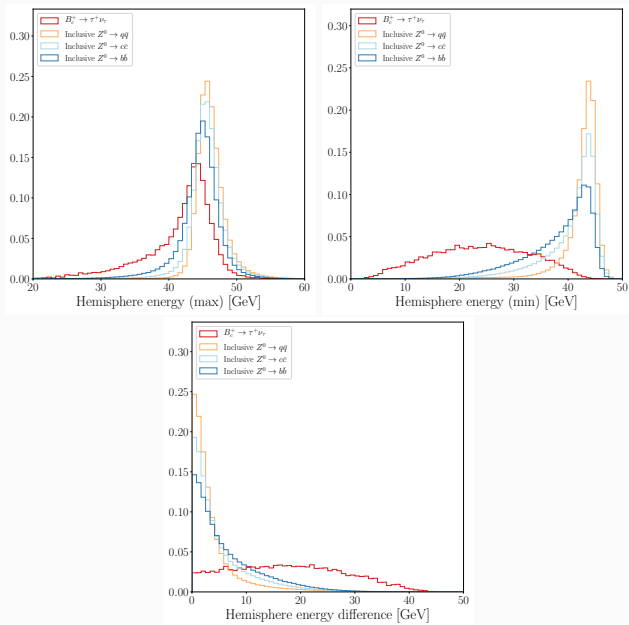 B_c^+ → τ^+ν_τ
Inclusive Z^0 → qq̄
Inclusive Z^0 → cc̄
Inclusive Z^0 → bb̄
0.30
0.25
0.20
0.15
0.10
0.05
0.00
20 30 40 50 60
Hemisphere energy (max) [GeV]
B_c^+ → τ^+ν_τ
Inclusive Z^0 → qq̄
Inclusive Z^0 → cc̄
Inclusive Z^0 → bb̄
0.30
0.25
0.20
0.15
0.10
0.05
0.00
0 10 20 30 40 50
Hemisphere energy (min) [GeV]
B_c^+ → τ^+ν_τ
Inclusive Z^0 → qq̄
Inclusive Z^0 → cc̄
Inclusive Z^0 → bb̄
0.30
0.25
0.20
0.15
0.10
0.05
0.00
0 10 20 30 40 50
Hemisphere energy difference [GeV]